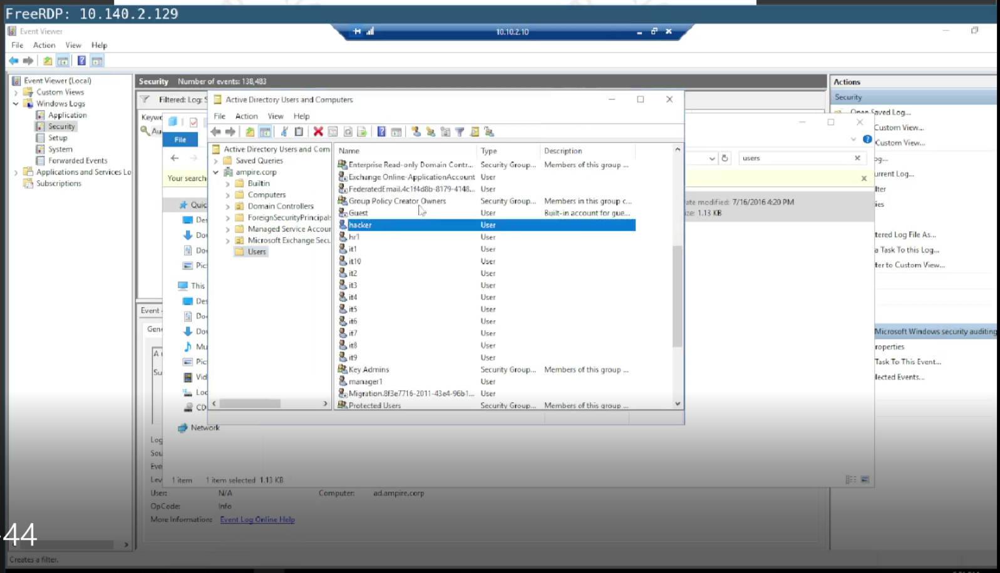 FreeRDP: 10.140.2.129
Event Viewer
10.10.2.10
File Action View Help
Event Viewer (Local)
Custom Views
Windows Logs
Application
Security
Setup
System
Forwarded Events
Applications and Services Lo
Subscriptions
Security Number of events: 138,483
Filtered: Log: S
Keywo
Au
File
Your search
Quic
Des
Do
Pic
This
Des
Do
Do
Mu
Pic
Vid
Loc
CD
Network
1 item 1 item selected 1.13 KB
Active Directory Users and Computers
File Action View Help
Active Directory Users and Com
Saved Queries
ampire.corp
Builtin
Computers
Domain Controllers
ForeignSecurityPrincipal
Managed Service Accour
Microsoft Exchange Secu
Users
Name Type Description
Enterprise Read-only Domain Contr... Security Group... Members of this group ...
Exchange Online-ApplicationAccount User
FederatedEmail.4c1f4d8b-8179-4148... User
Group Policy Creator Owners Security Group... Members in this group c...
Guest User Built-in account for gue...
hacker User
hr1 User
it1 User
it10 User
it2 User
it3 User
it4 User
it5 User
it6 User
it7 User
it8 User
it9 User
Key Admins Security Group... Members of this group ...
manager1 User
Migration.8f3e7716-2011-43e4-96b1... User
Protected Users Security Group... Members of this group ...
users
ate modified: 7/16/2016 4:20 PM
ize: 1.13 KB
Actions
Security
Open Saved Log...
Custom View...
Custom View...
og...
urrent Log...
lter
ies
tered Log File As...
a Task To this Log...
ter to Custom View...
Microsoft Windows security auditing
roperties
Task To This Event...
lected Events...
Event
Gene
A
Su
Log
Sou
Eve
Lev
User: N/A Computer: ad.ampire.corp
OpCode: Info
More Information: Event Log Online Help
44
Creates a filter.